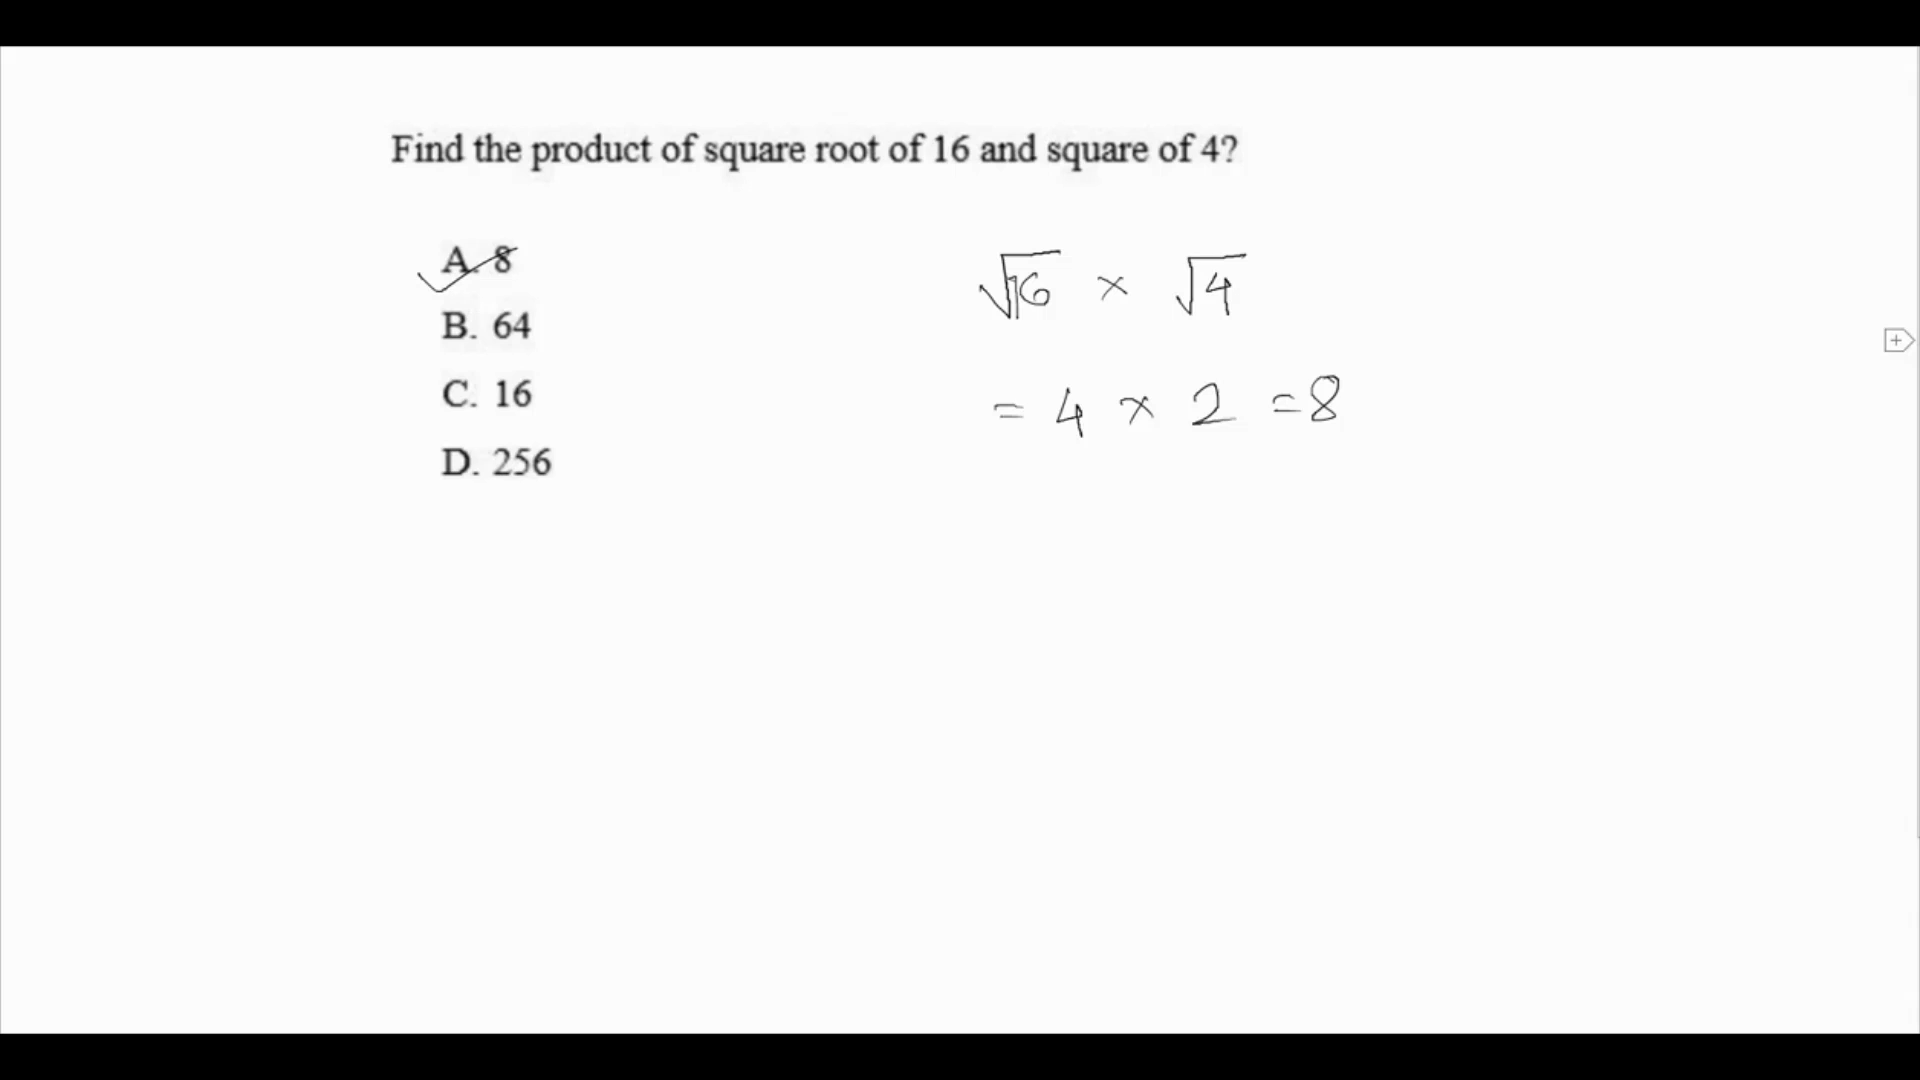 Find the product of square root of 16 and square of 4?
A. 8
B. 64
C. 16
D. 256
√16 × √4
= 4 × 2 = 8